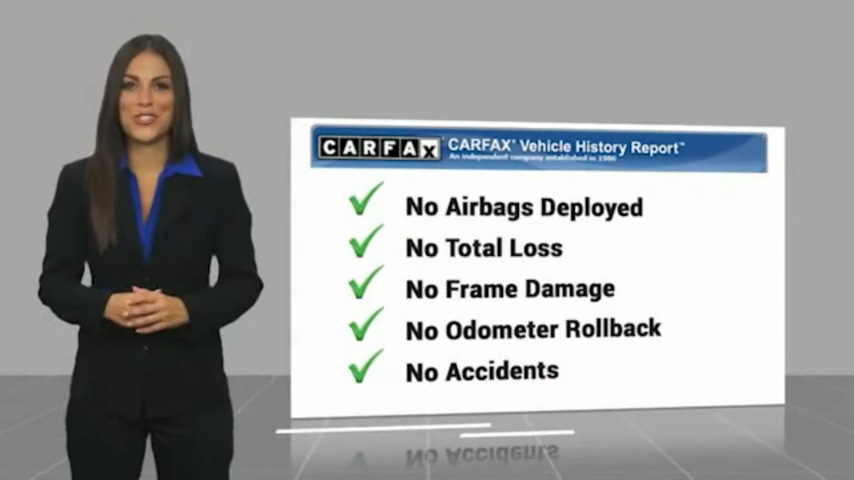 CARFAX
CARFAX Vehicle History Report™
An independent company established in 1986
No Airbags Deployed
No Total Loss
No Frame Damage
No Odometer Rollback
No Accidents